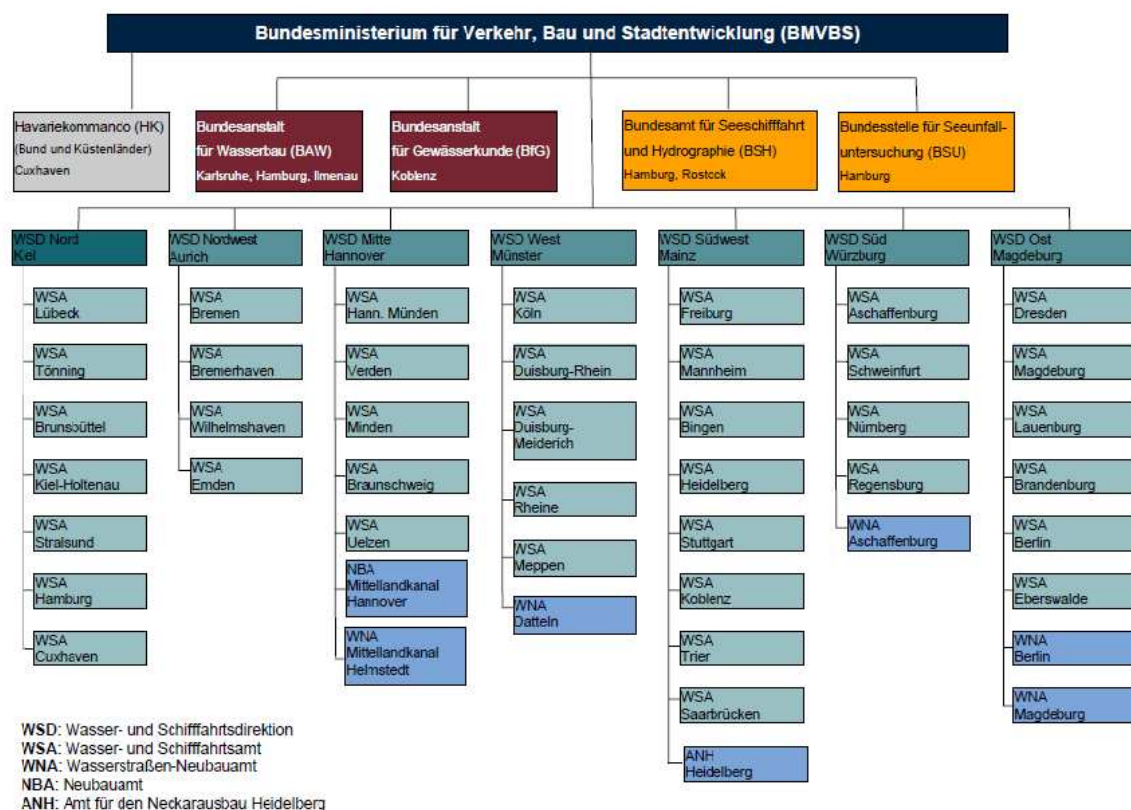 Bundesministerium für Verkehr, Bau und Stadtentwicklung (BMVBS)
Havariekommanco (HK)
(Bund und Küstenländer)
Cuxhaven
Bundesanstalt
für Wasserbau (BAW)
Karlsruhe, Hamburg, Ilmenau
Bundesanstalt
für Gewässerkunde (BfG)
Koblenz
Bundesamt für Seeschifffahrt
und Hydrographie (BSH)
Hamburg, Rostock
Bundesstelle für Seeunfall-
untersuchung (BSU)
Hamburg
WSD Nord
Kiel
WSA
Lübeck
WSA
Tönning
WSA
Brunsbüttel
WSA
Kiel-Holtenau
WSA
Stralsund
WSA
Hamburg
WSA
Cuxhaven
WSD Nordwest
Aurich
WSA
Bremen
WSA
Bremerhaven
WSA
Wilhelmshaven
WSA
Emden
WSD Mitte
Hannover
WSA
Hann. Münden
WSA
Verden
WSA
Minden
WSA
Braunschweig
WSA
Uelzen
NBA
Mittellandkanal
Hannover
WNA
Mittellandkanal
Helmstedt
WSD West
Münster
WSA
Köln
WSA
Duisburg-Rhein
WSA
Duisburg-
Meiderich
WSA
Rheine
WSA
Meppen
WNA
Datteln
WSD Südwest
Mainz
WSA
Freiburg
WSA
Mannheim
WSA
Bingen
WSA
Heidelberg
WSA
Stuttgart
WSA
Koblenz
WSA
Trier
WSA
Saarbrücken
ANH
Heidelberg
WSD Süd
Würzburg
WSA
Aschaffenburg
WSA
Schweinfurt
WSA
Nürnberg
WSA
Regensburg
WNA
Aschaffenburg
WSD Ost
Magdeburg
WSA
Dresden
WSA
Magdeburg
WSA
Lauenburg
WSA
Brandenburg
WSA
Berlin
WSA
Eberswalde
WNA
Berlin
WNA
Magdeburg
WSD: Wasser- und Schifffahrtsdirektion
WSA: Wasser- und Schifffahrtsamt
WNA: Wasserstraßen-Neubauamt
NBA: Neubauamt
ANH: Amt für den Neckarausbau Heidelberg